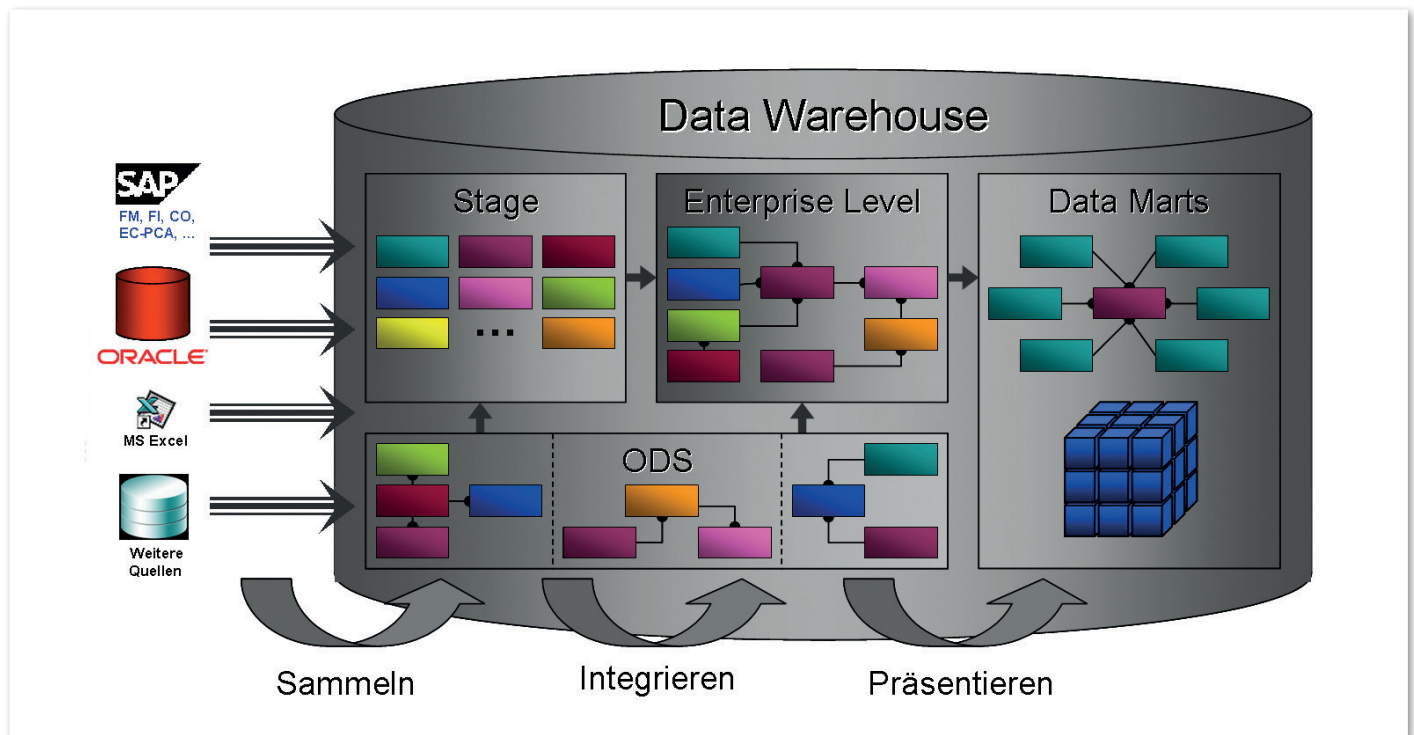 Data Warehouse
SAP
FM, FI, CO,
EC-PCA, ...
ORACLE
MS Excel
Weitere
Quellen
Stage
...
Enterprise Level
Data Marts
ODS
Sammeln
Integrieren
Präsentieren